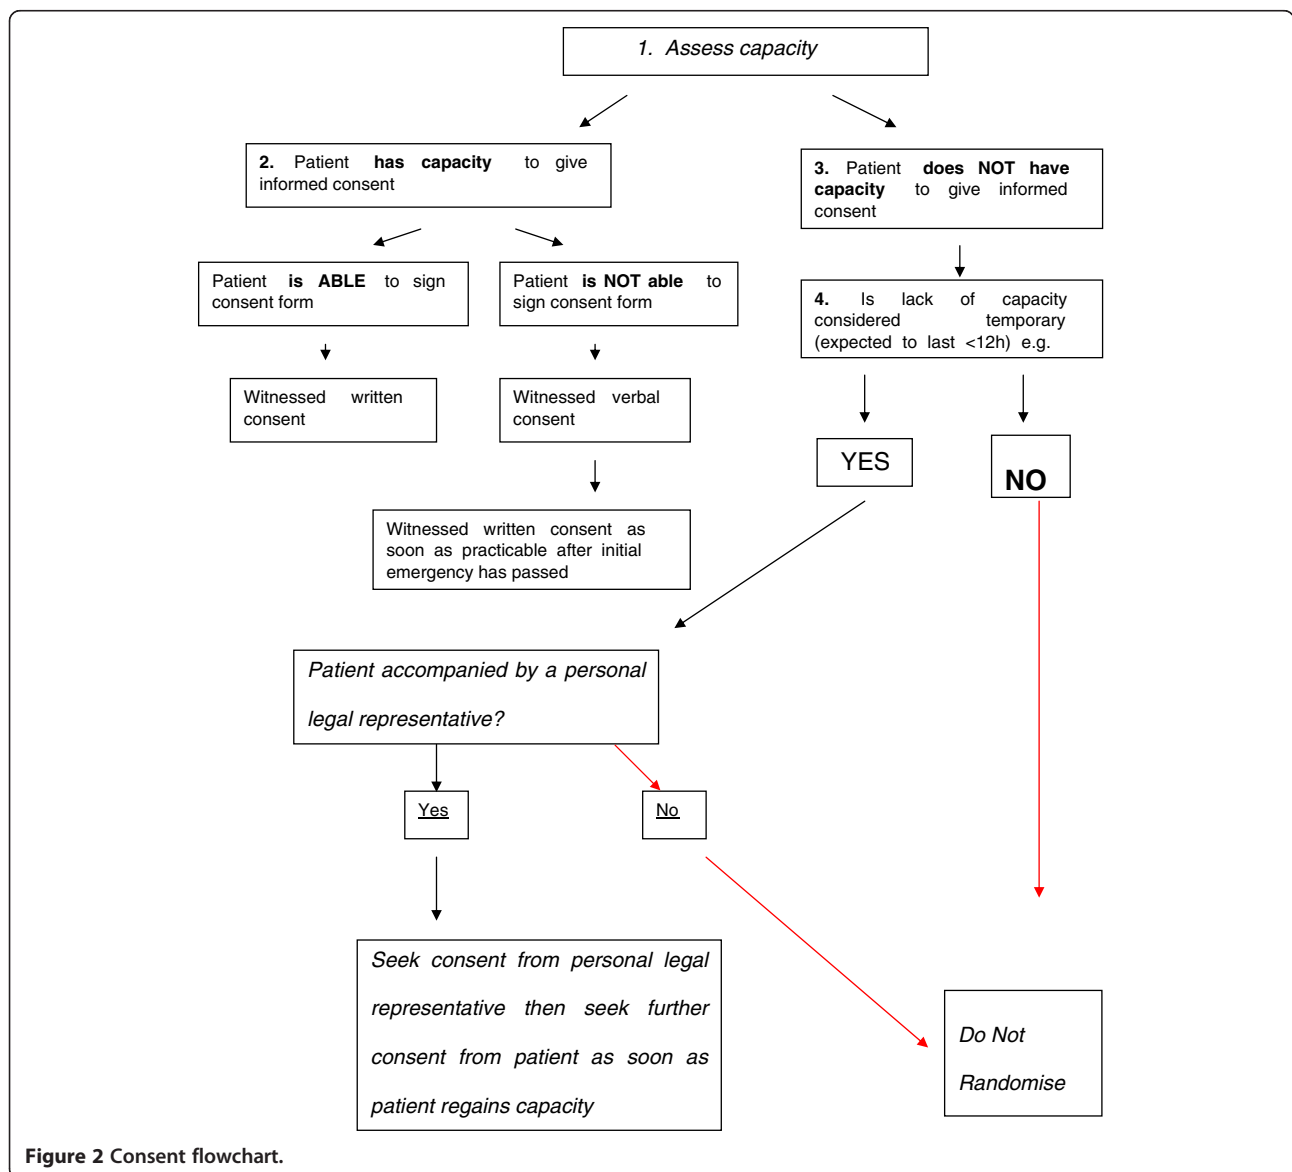 1. Assess capacity
2. Patient has capacity to give
informed consent
3. Patient does NOT have
capacity to give informed
consent
Patient is ABLE to sign
consent form
Patient is NOT able to
sign consent form
4. Is lack of capacity
considered temporary
(expected to last <12h) e.g.
Witnessed written
consent
Witnessed verbal
consent
YES
NO
Witnessed written consent as
soon as practicable after initial
emergency has passed
Patient accompanied by a personal
legal representative?
Yes
No
Seek consent from personal legal
representative then seek further
consent from patient as soon as
patient regains capacity
Do Not
Randomise
Figure 2 Consent flowchart.